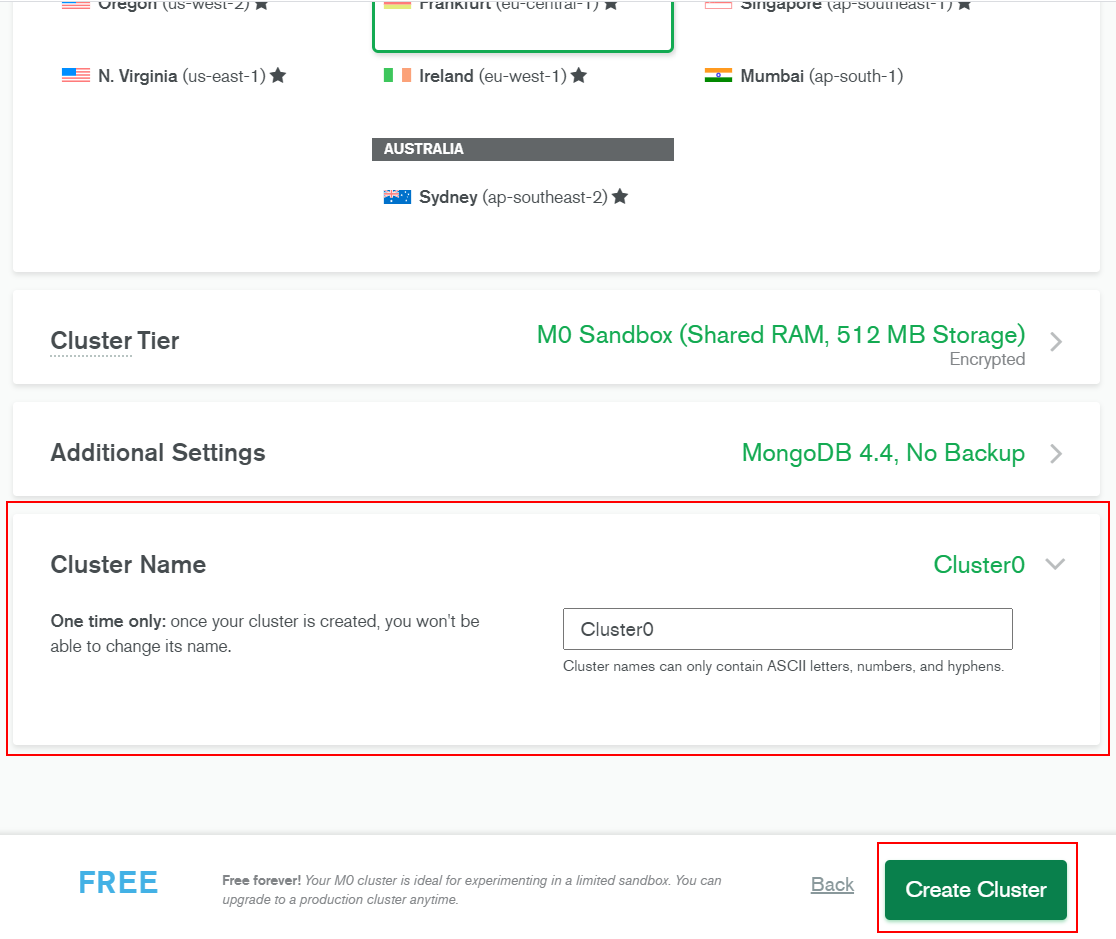 Oregon (us-west-2) ★
Frankfurt (eu-central-1) ★
Singapore (ap-southeast-1) ★
N. Virginia (us-east-1) ★
Ireland (eu-west-1) ★
Mumbai (ap-south-1)
AUSTRALIA
Sydney (ap-southeast-2) ★
Cluster Tier
M0 Sandbox (Shared RAM, 512 MB Storage)
Encrypted
Additional Settings
MongoDB 4.4, No Backup
Cluster Name
Cluster0
One time only: once your cluster is created, you won't be
able to change its name.
Cluster0
Cluster names can only contain ASCII letters, numbers, and hyphens.
FREE
Free forever! Your M0 cluster is ideal for experimenting in a limited sandbox. You can
upgrade to a production cluster anytime.
Back
Create Cluster